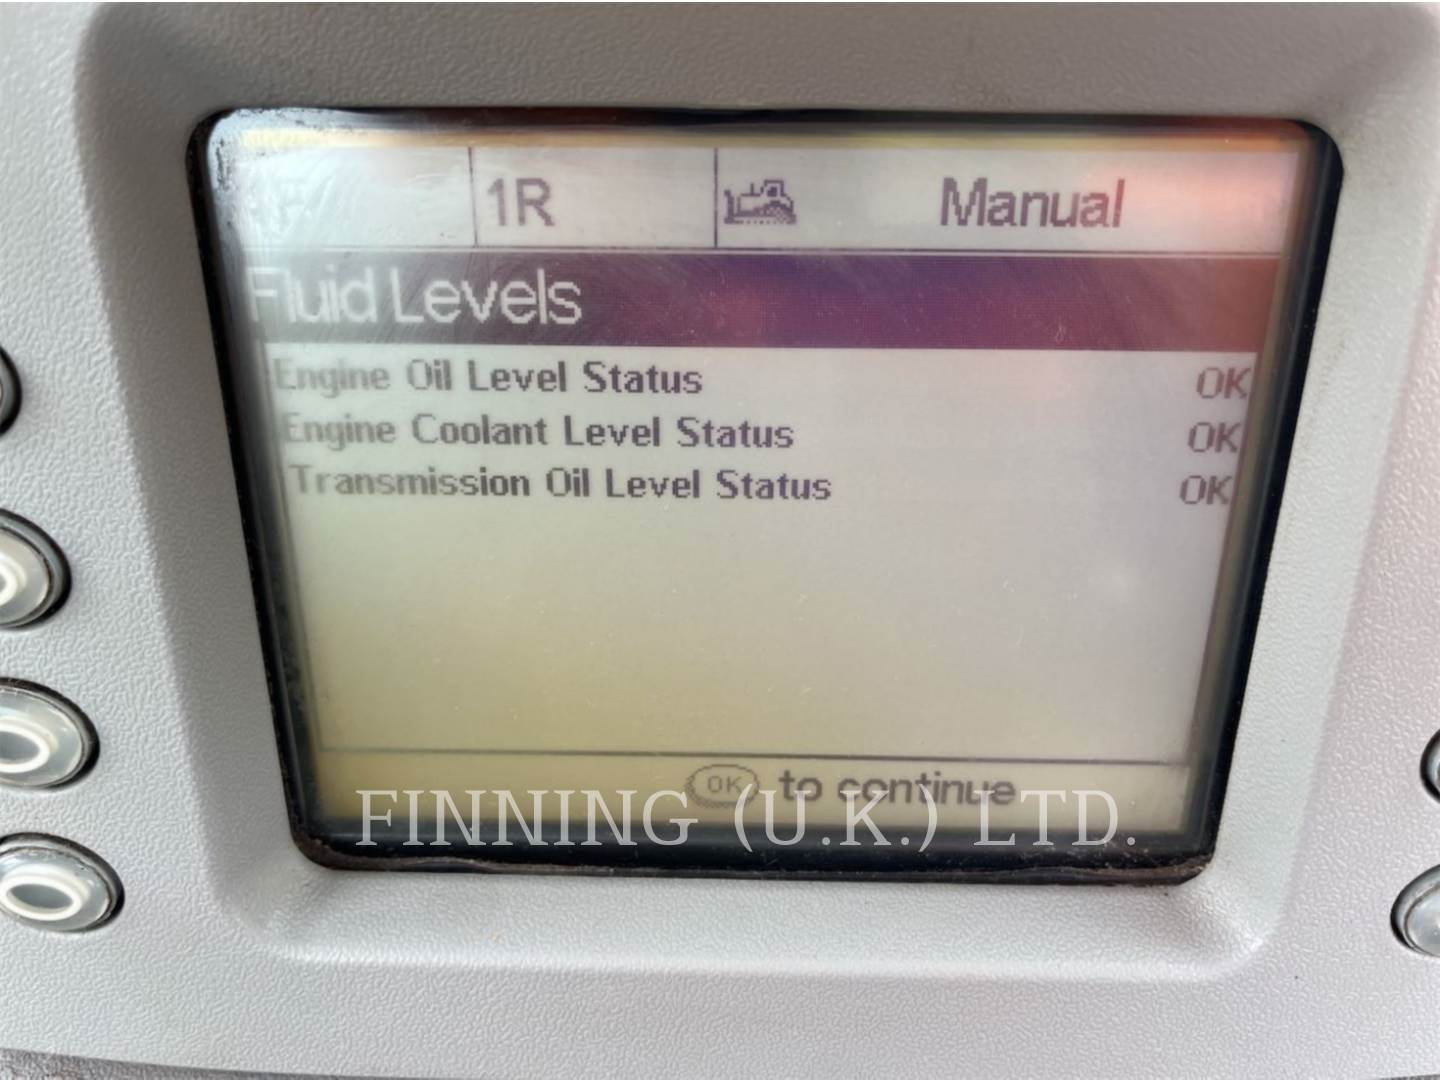 1R Manual
Fluid Levels
Engine Oil Level Status OK
Engine Coolant Level Status OK
Transmission Oil Level Status OK
OK to continue
FINNING (U.K.) LTD.